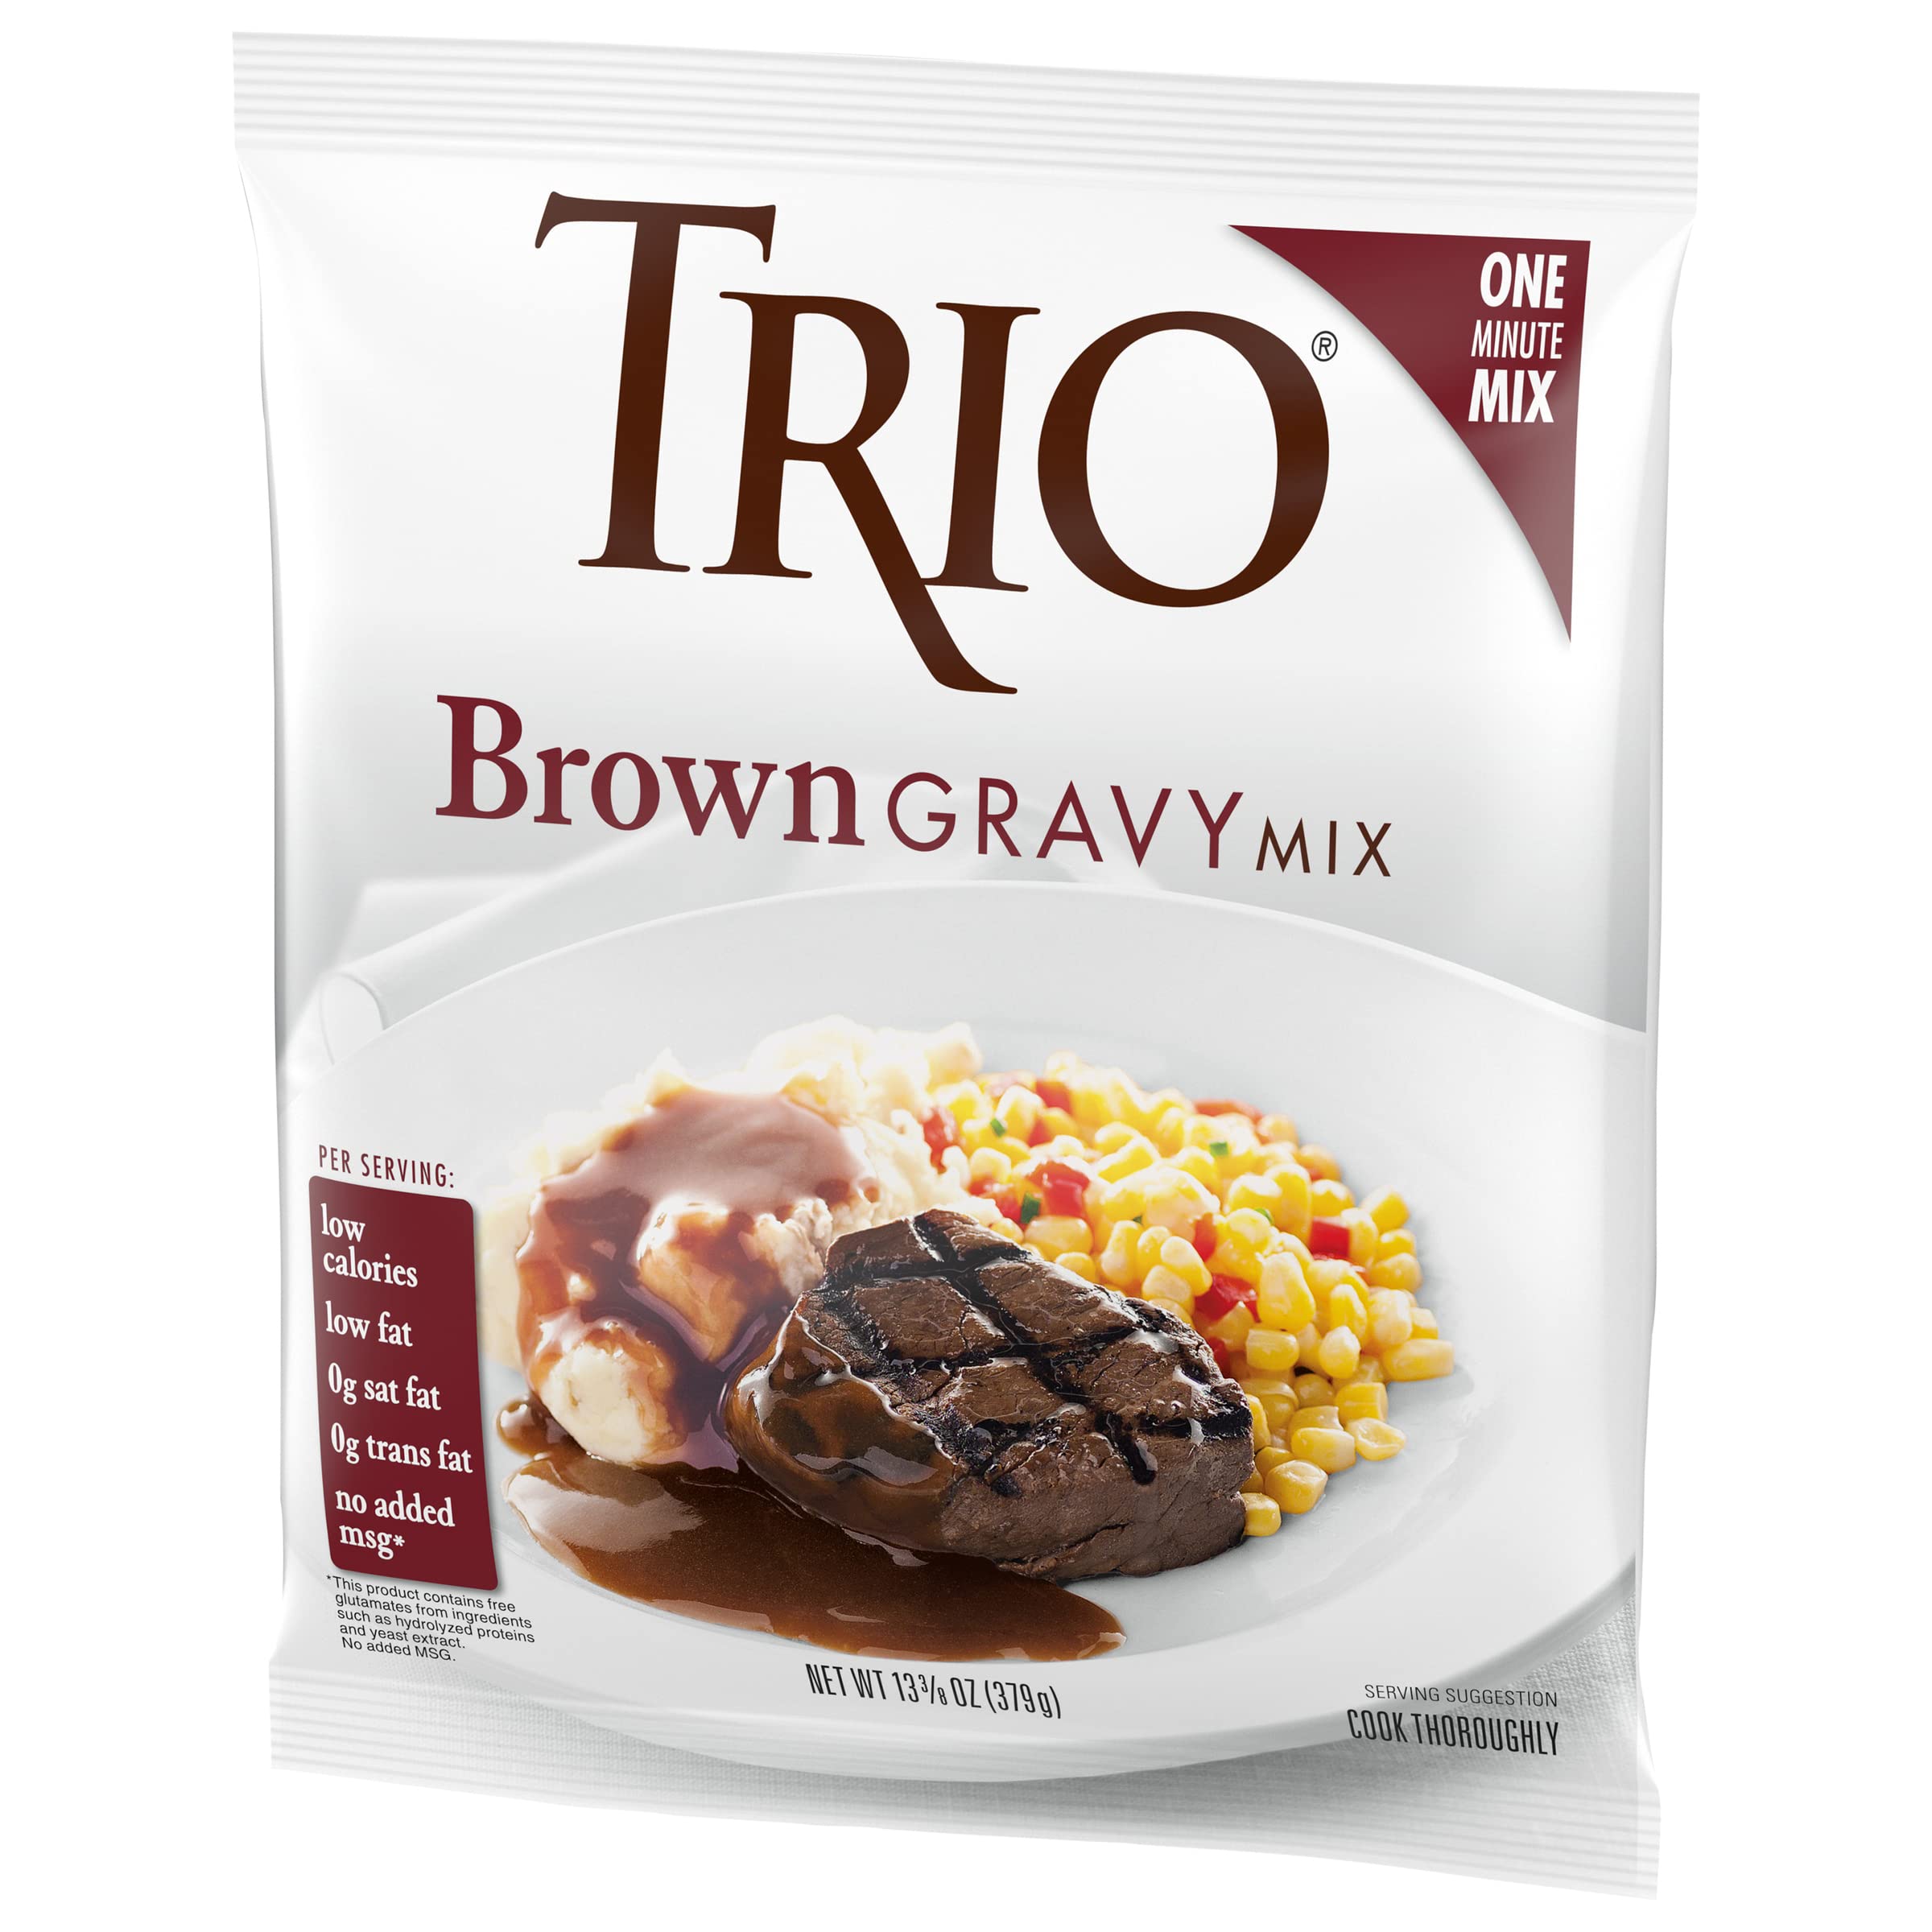 TRIO®
ONE
MINUTE
MIX
Brown GRAVY MIX
PER SERVING:
low
calories
low fat
0g sat fat
0g trans fat
no added
msg*
*This product contains free
glutamates from ingredients
such as hydrolyzed proteins
and yeast extract.
No added MSG.
NET WT 13 3/8 OZ (379g)
SERVING SUGGESTION
COOK THOROUGHLY